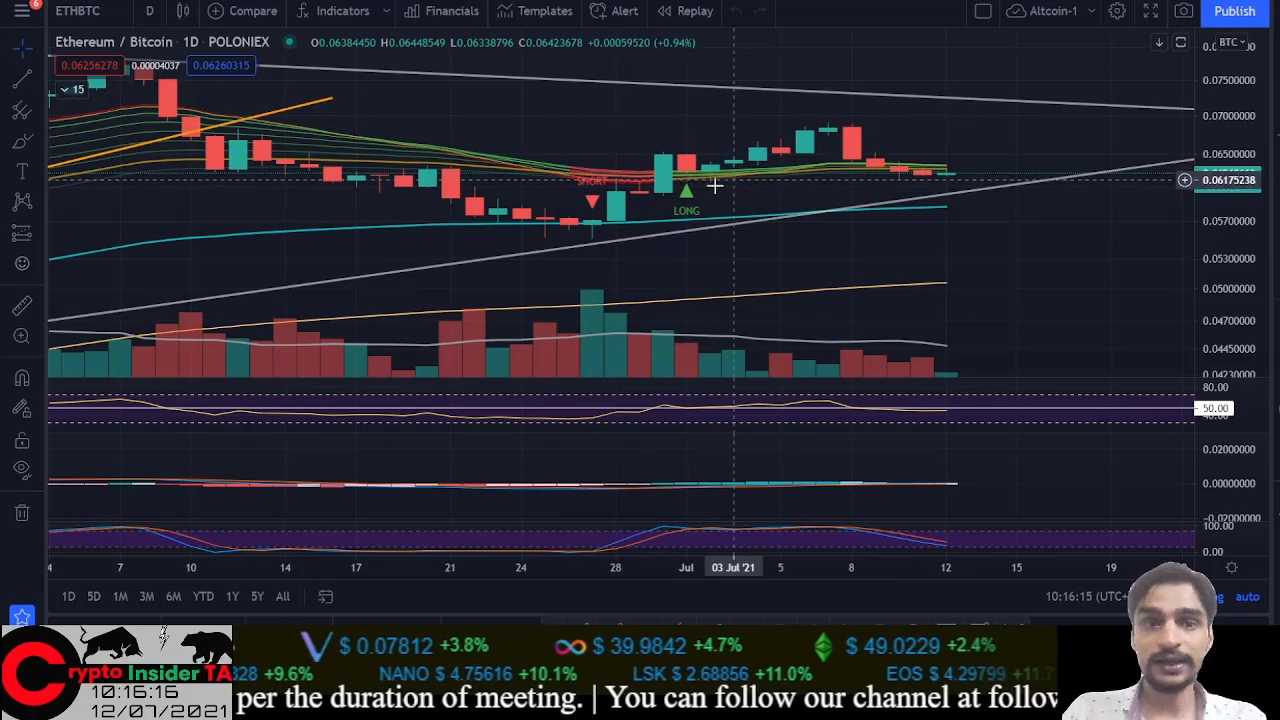 6
ETHBTC D Compare Indicators Financials Templates Alert Replay Altcoin-1 Publish
Ethereum / Bitcoin · 1D · POLONIEX O0.06384450 H0.06448549 L0.06338796 C0.06423678 +0.00059520 (+0.94%)
BTC
0.06256278 0.00004037 0.06260315
15
0.07500000
0.07000000
0.06500000
0.06175238
0.05700000
0.05300000
0.05000000
0.04700000
0.04450000
0.04230000
SHORT
LONG
80.00
50.00
40.00
0.02000000
0.00000000
-0.02000000
100.00
0.00
4 7 10 14 17 21 24 28 Jul 03 Jul '21 5 8 12 15 19
1D 5D 1M 3M 6M YTD 1Y 5Y All 10:16:15 (UTC+ auto
Crypto Insider TA
10:16:16
12/07/2021
$ 0.07812 +3.8% $ 39.9842 +4.7% $ 49.0229 +2.4%
328 +9.6% NANO $ 4.75616 +10.1% LSK $ 2.68856 +11.0% EOS $ 4.29799 +11.7
per the duration of meeting. | You can follow our channel at follow